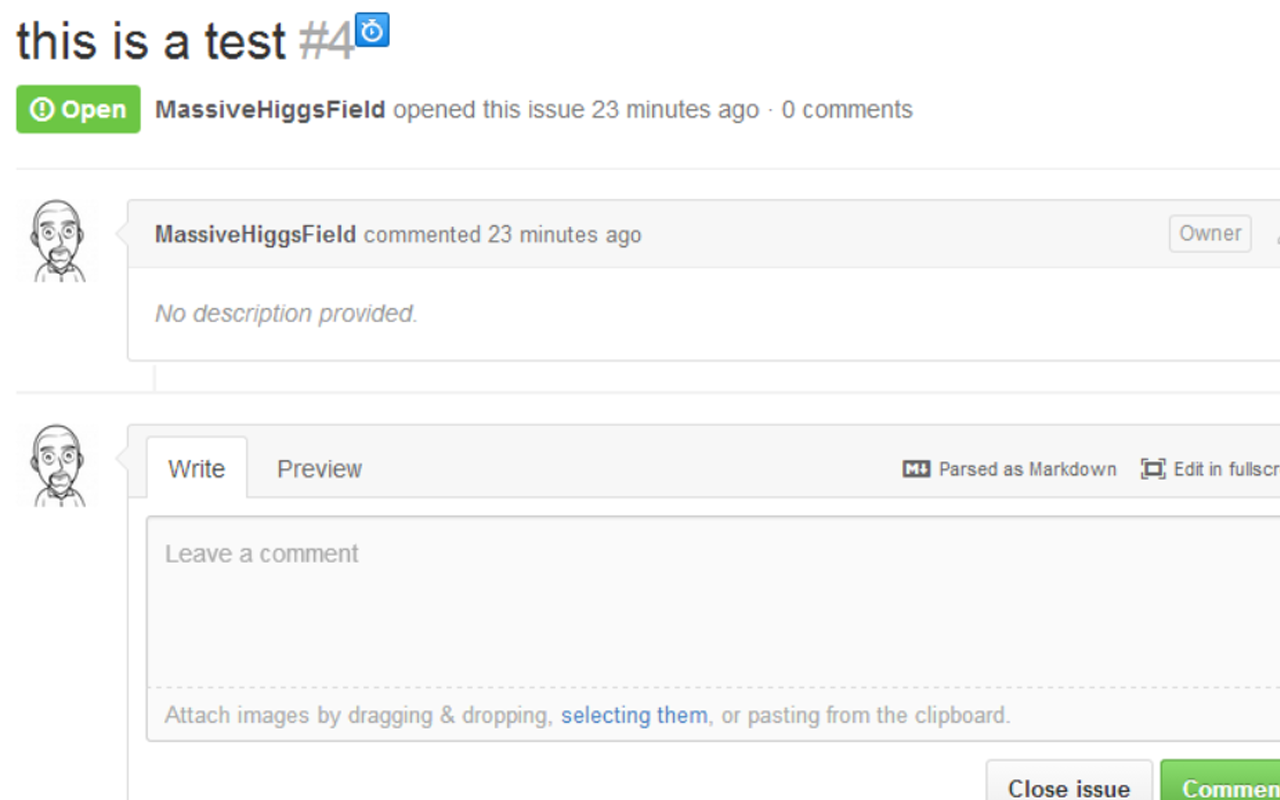 this is a test #4
Open MassiveHiggsField opened this issue 23 minutes ago · 0 comments
MassiveHiggsField commented 23 minutes ago Owner
No description provided.
Write Preview Parsed as Markdown Edit in fullscr
Leave a comment
Attach images by dragging & dropping, selecting them, or pasting from the clipboard.
Close issue Commen